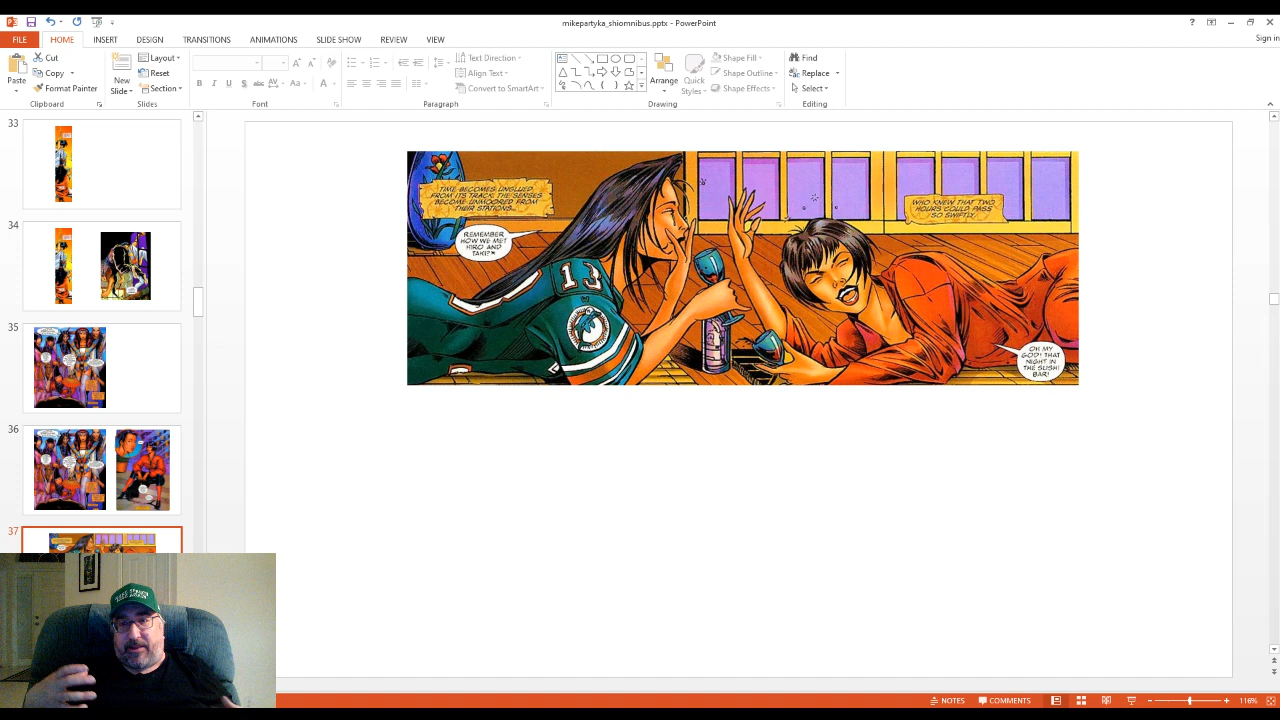 mikepartyka_shiomnibus.pptx - PowerPoint
Sign in
FILE HOME INSERT DESIGN TRANSITIONS ANIMATIONS SLIDE SHOW REVIEW VIEW
Paste
Cut
Copy
Format Painter
Clipboard
New
Slide
Layout
Reset
Section
Slides
Font
Text Direction
Align Text
Convert to SmartArt
Paragraph
Arrange
Quick
Styles
Shape Fill
Shape Outline
Shape Effects
Drawing
Find
Replace
Select
Editing
33
34
35
36
37
TIME BECOMES UNGLUED
FROM ITS TRACK. THE SENSES
BECOME UNMOORED FROM
THEIR STATIONS...
REMEMBER
HOW WE MET
HIRO AND
TAKI?*
13
WHO KNEW THAT TWO
HOURS COULD PASS
SO SWIFTLY.
OH MY
GOD! THAT
NIGHT IN
THE SUSHI
BAR!
NOTES COMMENTS 116%